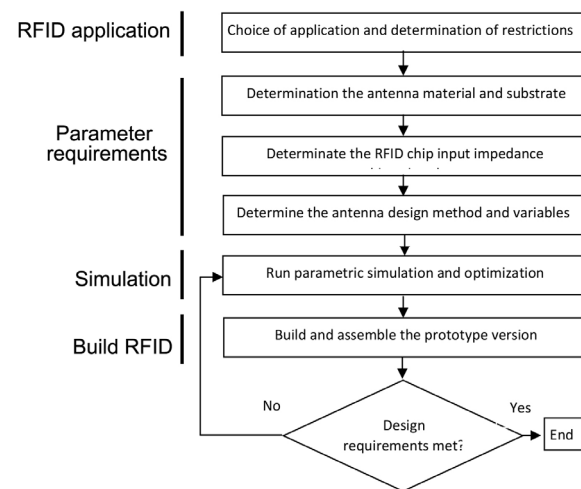 RFID application
Choice of application and determination of restrictions
Parameter
requirements
Determination the antenna material and substrate
Determinate the RFID chip input impedance
Determine the antenna design method and variables
Simulation
Run parametric simulation and optimization
Build RFID
Build and assemble the prototype version
No
Yes
Design
requirements met?
End